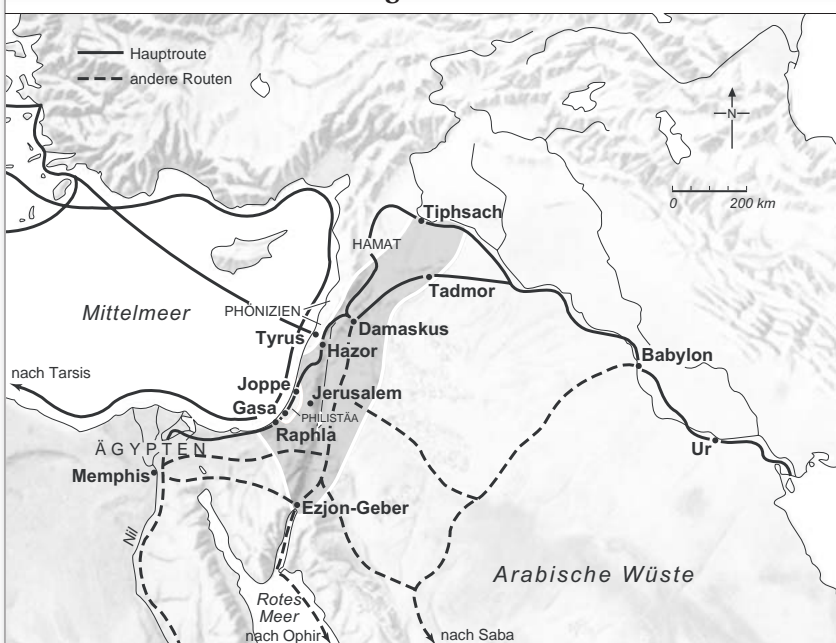 Hauptroute
andere Routen
N
0 200 km
Tiphsach
HAMAT
Tadmor
Mittelmeer
PHÖNIZIEN
Damaskus
Tyrus
Hazor
Babylon
nach Tarsis
Joppe
Jerusalem
Gasa
PHILISTÄA
Raphia
ÄGYPTEN
Ur
Memphis
Ezjon-Geber
Nil
Arabische Wüste
Rotes
Meer
nach Ophir
nach Saba